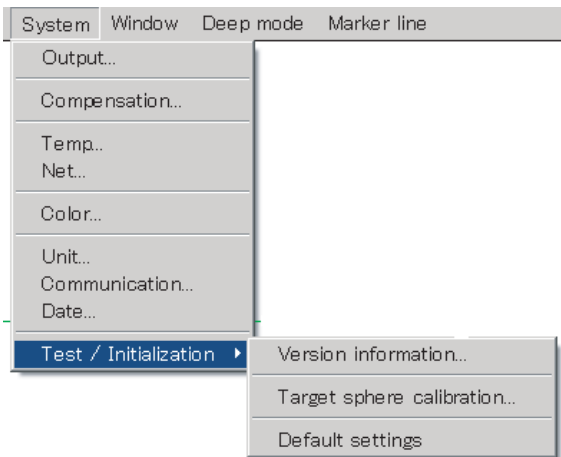 System Window Deep mode Marker line
Output...
Compensation...
Temp...
Net...
Color...
Unit...
Communication...
Date...
Test / Initialization
Version information...
Target sphere calibration...
Default settings